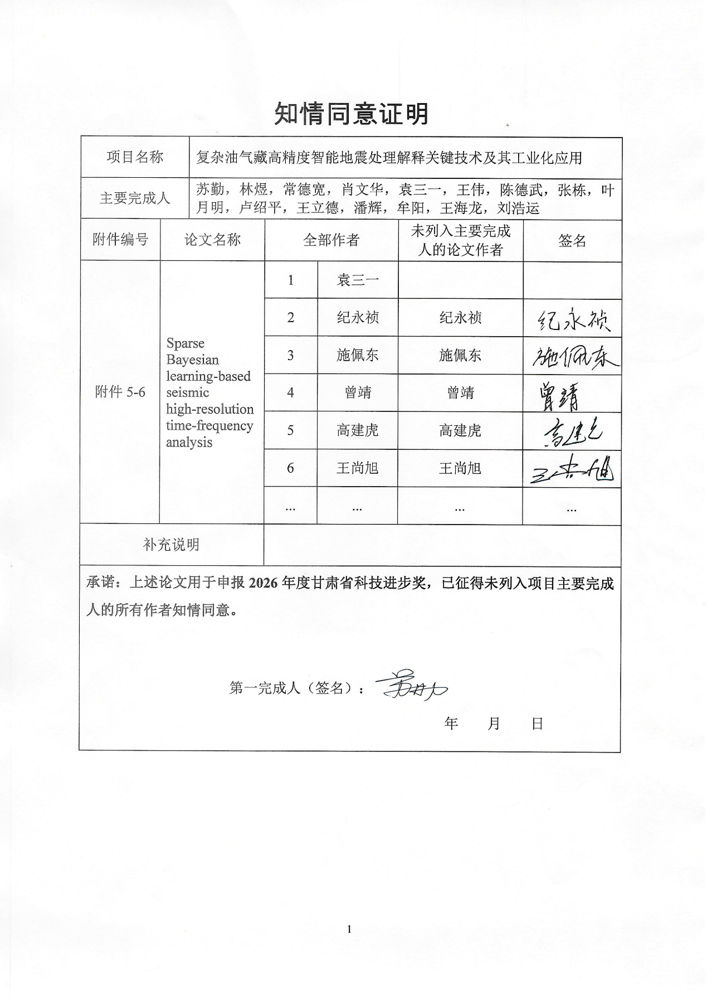 知情同意证明
项目名称
复杂油气藏高精度智能地震处理解释关键技术及其工业化应用
主要完成人
苏勤，林煜，常德宽，肖文华，袁三一，王伟，陈德武，张栋，叶
月明，卢绍平，王立德，潘辉，牟阳，王海龙，刘浩运
附件编号
论文名称
全部作者
未列入主要完成
人的论文作者
签名
附件 5-6
Sparse
Bayesian
learning-based
seismic
high-resolution
time-frequency
analysis
1 袁三一
2 纪永祯 纪永祯 纪永祯
3 施佩东 施佩东 施佩东
4 曾靖 曾靖 曾靖
5 高建虎 高建虎 高建虎
6 王尚旭 王尚旭 王尚旭
... ... ... ...
补充说明
承诺：上述论文用于申报 2026 年度甘肃省科技进步奖，已征得未列入项目主要完成
人的所有作者知情同意。
第一完成人（签名）：苏勤
年 月 日
1